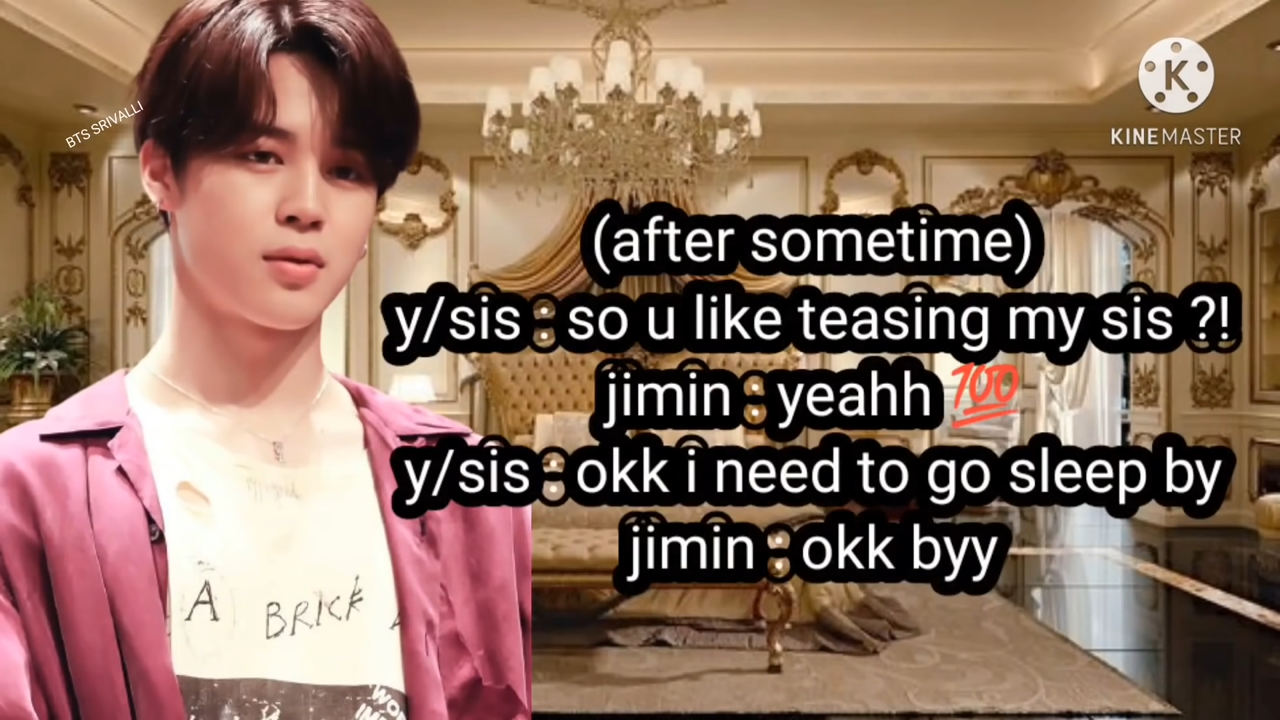 BTS SRIVALLI
K
KINEMASTER
(after sometime)
y/sis : so u like teasing my sis ?!
jimin : yeahh 💯
y/sis : okk i need to go sleep by
jimin : okk byy
A BRICK